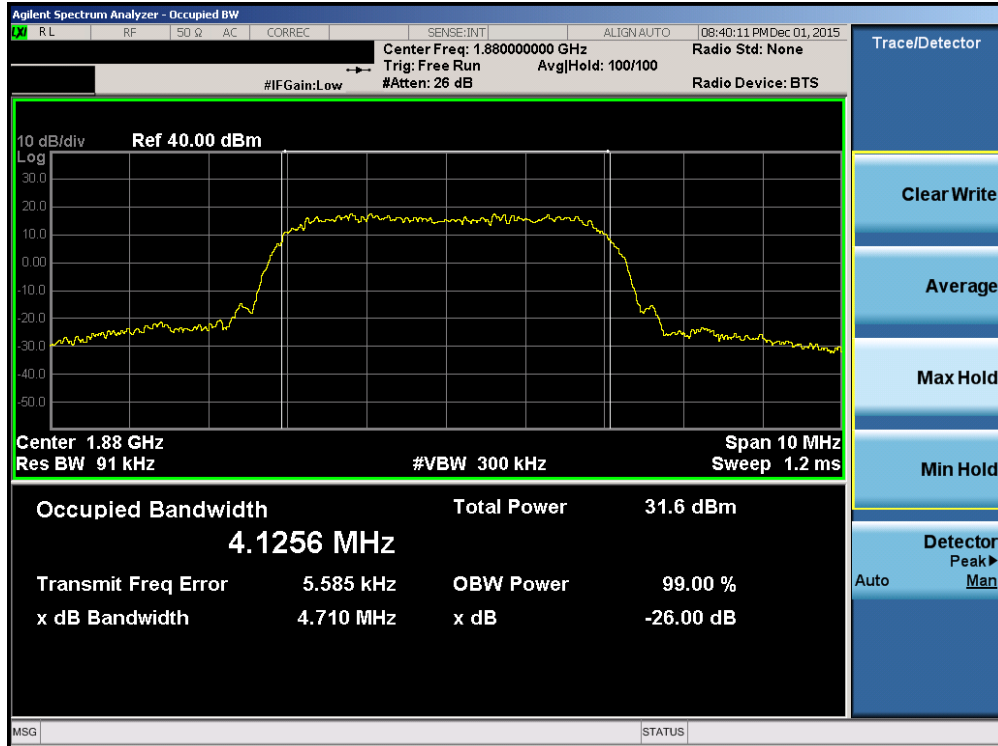 Agilent Spectrum Analyzer - Occupied BW
LXI RL RF 50 Ω AC CORREC SENSE:INT ALIGN AUTO 08:40:11 PM Dec 01, 2015
Center Freq: 1.880000000 GHz Radio Std: None
Trig: Free Run Avg|Hold: 100/100
#IFGain:Low #Atten: 26 dB Radio Device: BTS
10 dB/div Ref 40.00 dBm
Log
30.0
20.0
10.0
0.00
-10.0
-20.0
-30.0
-40.0
-50.0
Center 1.88 GHz Span 10 MHz
Res BW 91 kHz #VBW 300 kHz Sweep 1.2 ms
Occupied Bandwidth Total Power 31.6 dBm
4.1256 MHz
Transmit Freq Error 5.585 kHz OBW Power 99.00 %
x dB Bandwidth 4.710 MHz x dB -26.00 dB
MSG STATUS
Trace/Detector
Clear Write
Average
Max Hold
Min Hold
Detector
Peak▶
Auto Man